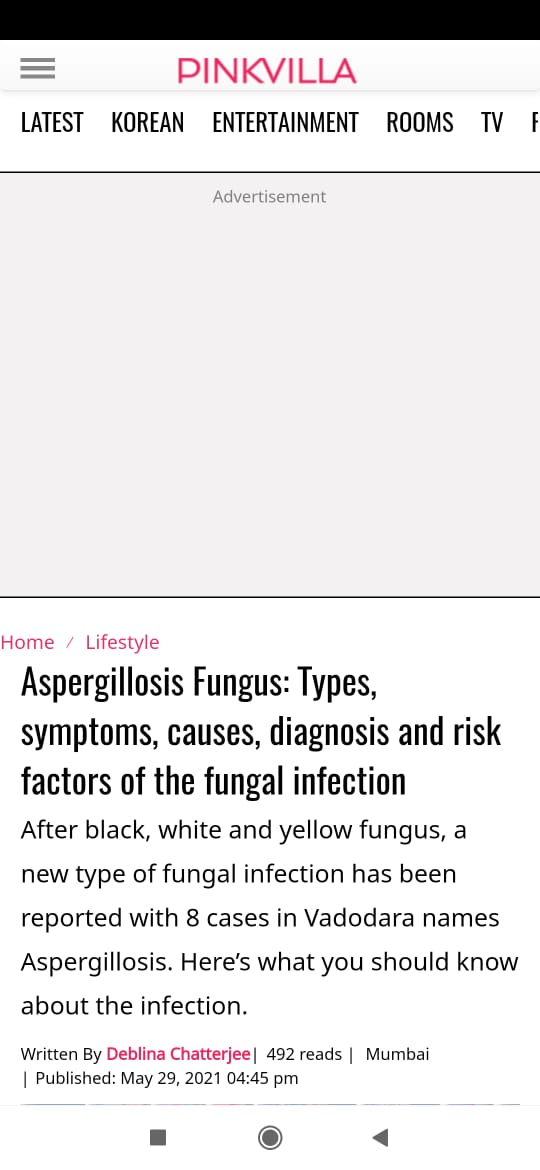 PINKVILLA
LATEST KOREAN ENTERTAINMENT ROOMS TV F
Advertisement
Home / Lifestyle
Aspergillosis Fungus: Types,
symptoms, causes, diagnosis and risk
factors of the fungal infection
After black, white and yellow fungus, a
new type of fungal infection has been
reported with 8 cases in Vadodara names
Aspergillosis. Here’s what you should know
about the infection.
Written By Deblina Chatterjee| 492 reads | Mumbai
| Published: May 29, 2021 04:45 pm